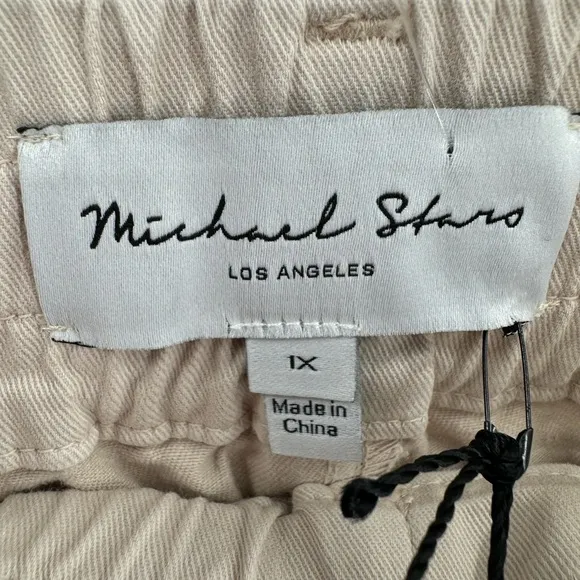 Michael Stars
LOS ANGELES
1X
Made in
China